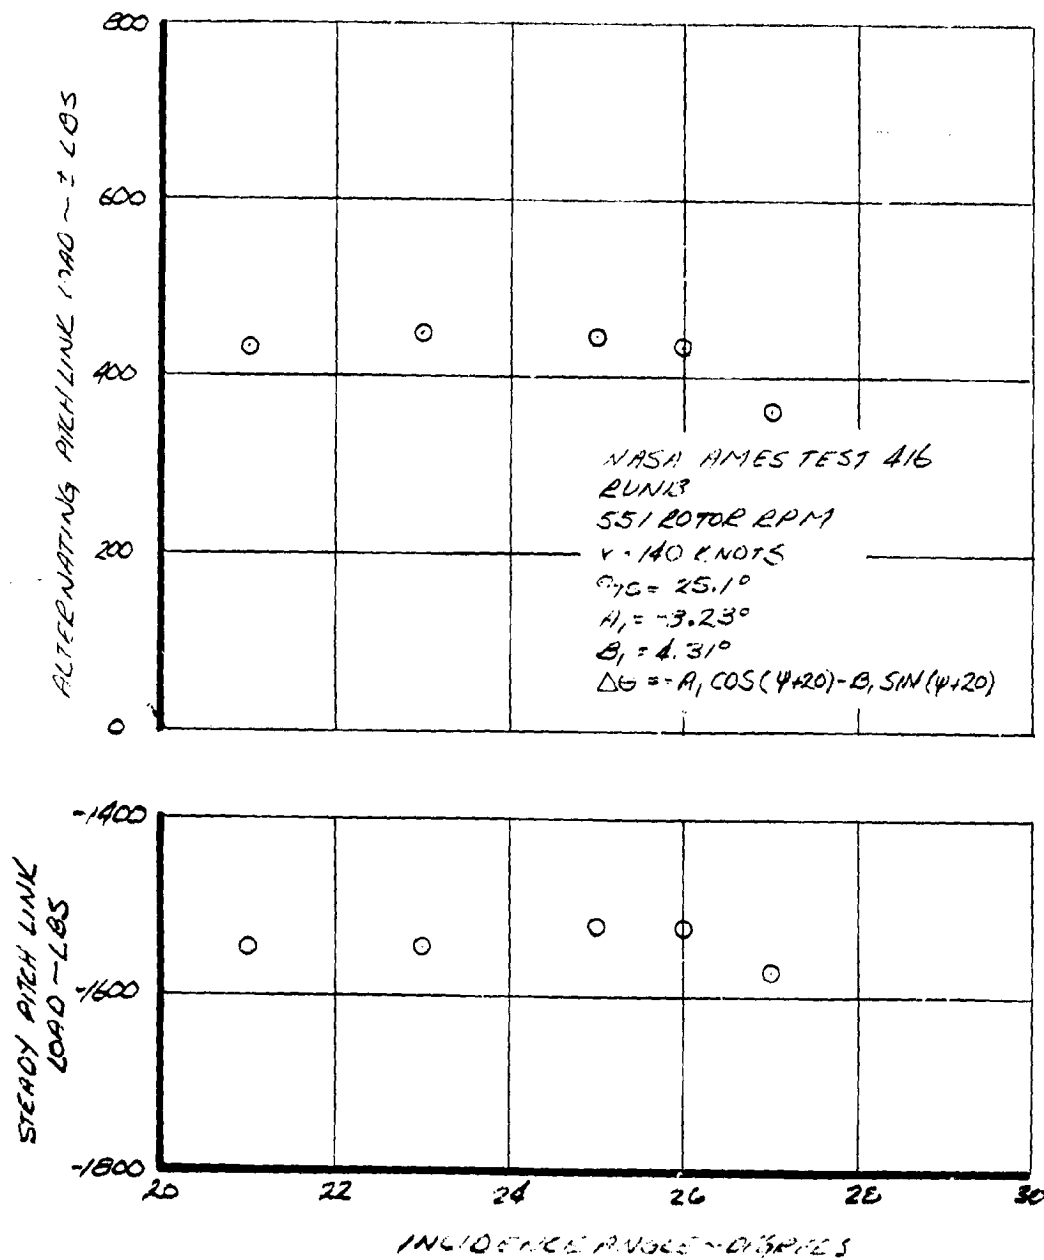 800
600
400
200
0
ALTERNATING PITCH LINK LOAD ~ ± LBS
NASA AMES TEST 416
RUN 13
551 ROTOR RPM
V = 140 KNOTS
θ75 = 25.1°
A1 = -3.23°
B1 = 4.31°
Δθ = -A1 COS(ψ+20)-B1 SIN(ψ+20)
-1400
-1600
-1800
STEADY PITCH LINK
LOAD ~ LBS
20 22 24 26 28 30
INCIDENCE ANGLE ~ DEGREES